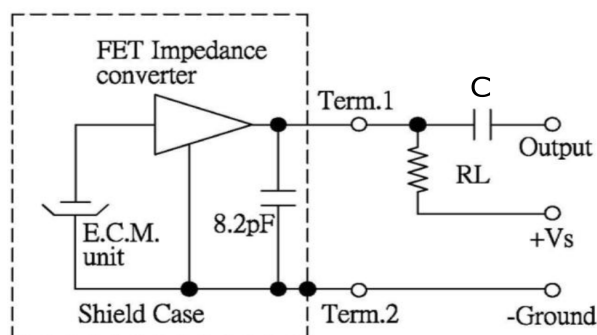 FET Impedance
converter
Term.1
C
Output
RL
+Vs
E.C.M.
unit
8.2pF
Shield Case
Term.2
-Ground